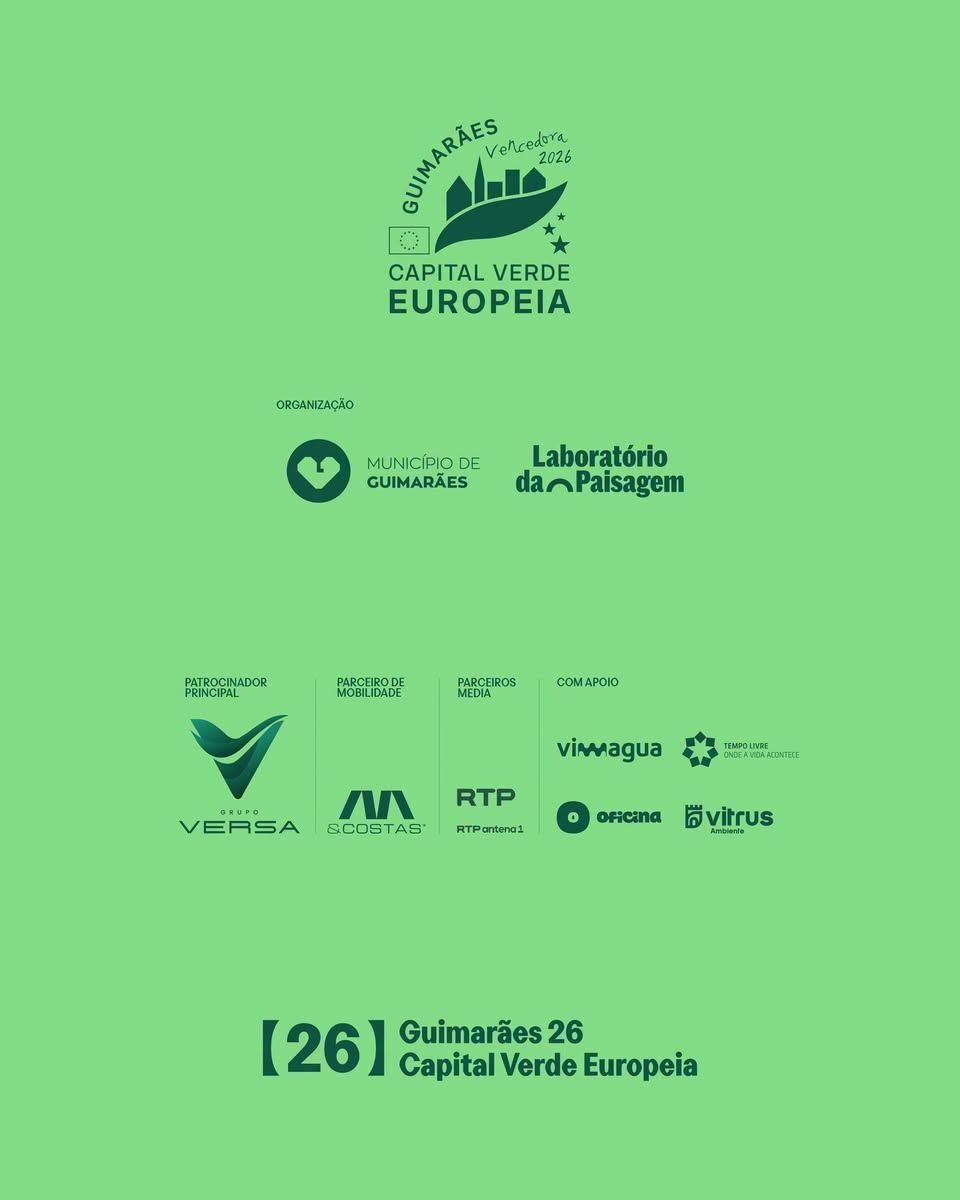 GUIMARÃES
Vencedora
2026
CAPITAL VERDE
EUROPEIA
ORGANIZAÇÃO
MUNICÍPIO DE
GUIMARÃES
Laboratório
da Paisagem
PATROCINADOR
PRINCIPAL
GRUPO
VERSA
PARCEIRO DE
MOBILIDADE
&COSTAS
PARCEIROS
MEDIA
RTP
RTP antena 1
COM APOIO
vimagua
TEMPO LIVRE
ONDE A VIDA ACONTECE
oficina
vitrus
Ambiente
【26】
Guimarães 26
Capital Verde Europeia